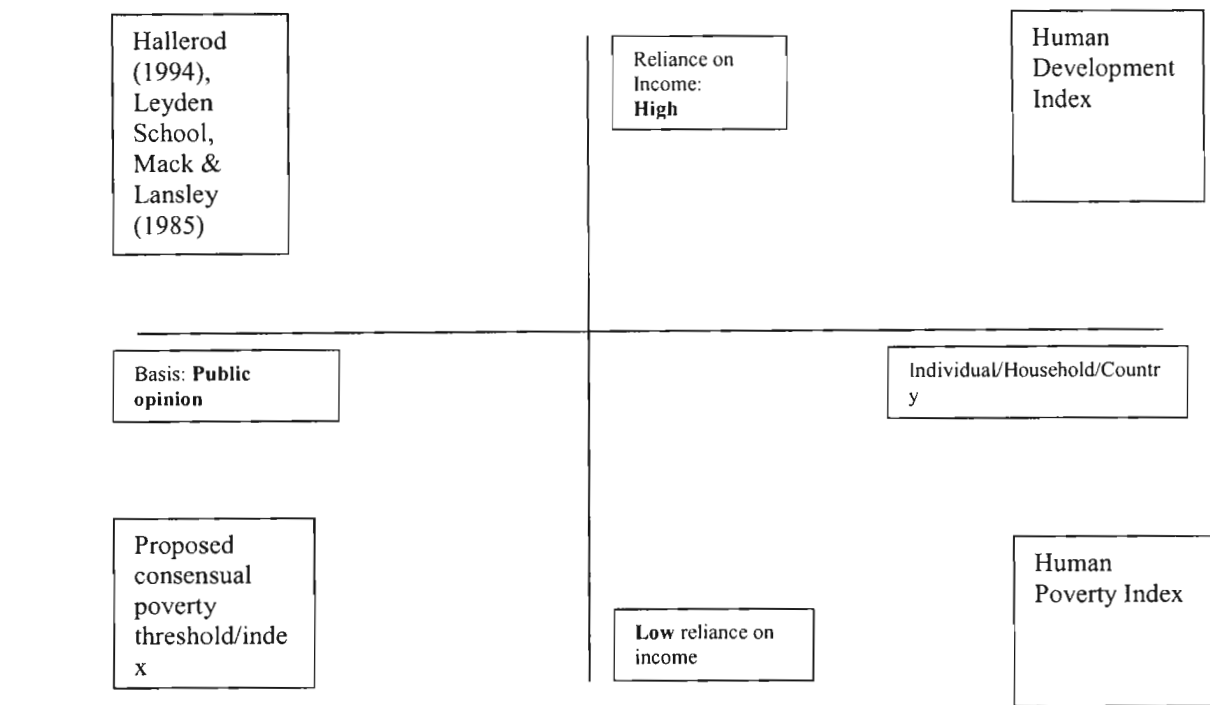 Hallerod
(1994),
Leyden
School,
Mack &
Lansley
(1985)
Reliance on
Income:
High
Human
Development
Index
Basis: Public
opinion
Individual/Household/Countr
y
Proposed
consensual
poverty
threshold/inde
x
Low reliance on
income
Human
Poverty Index